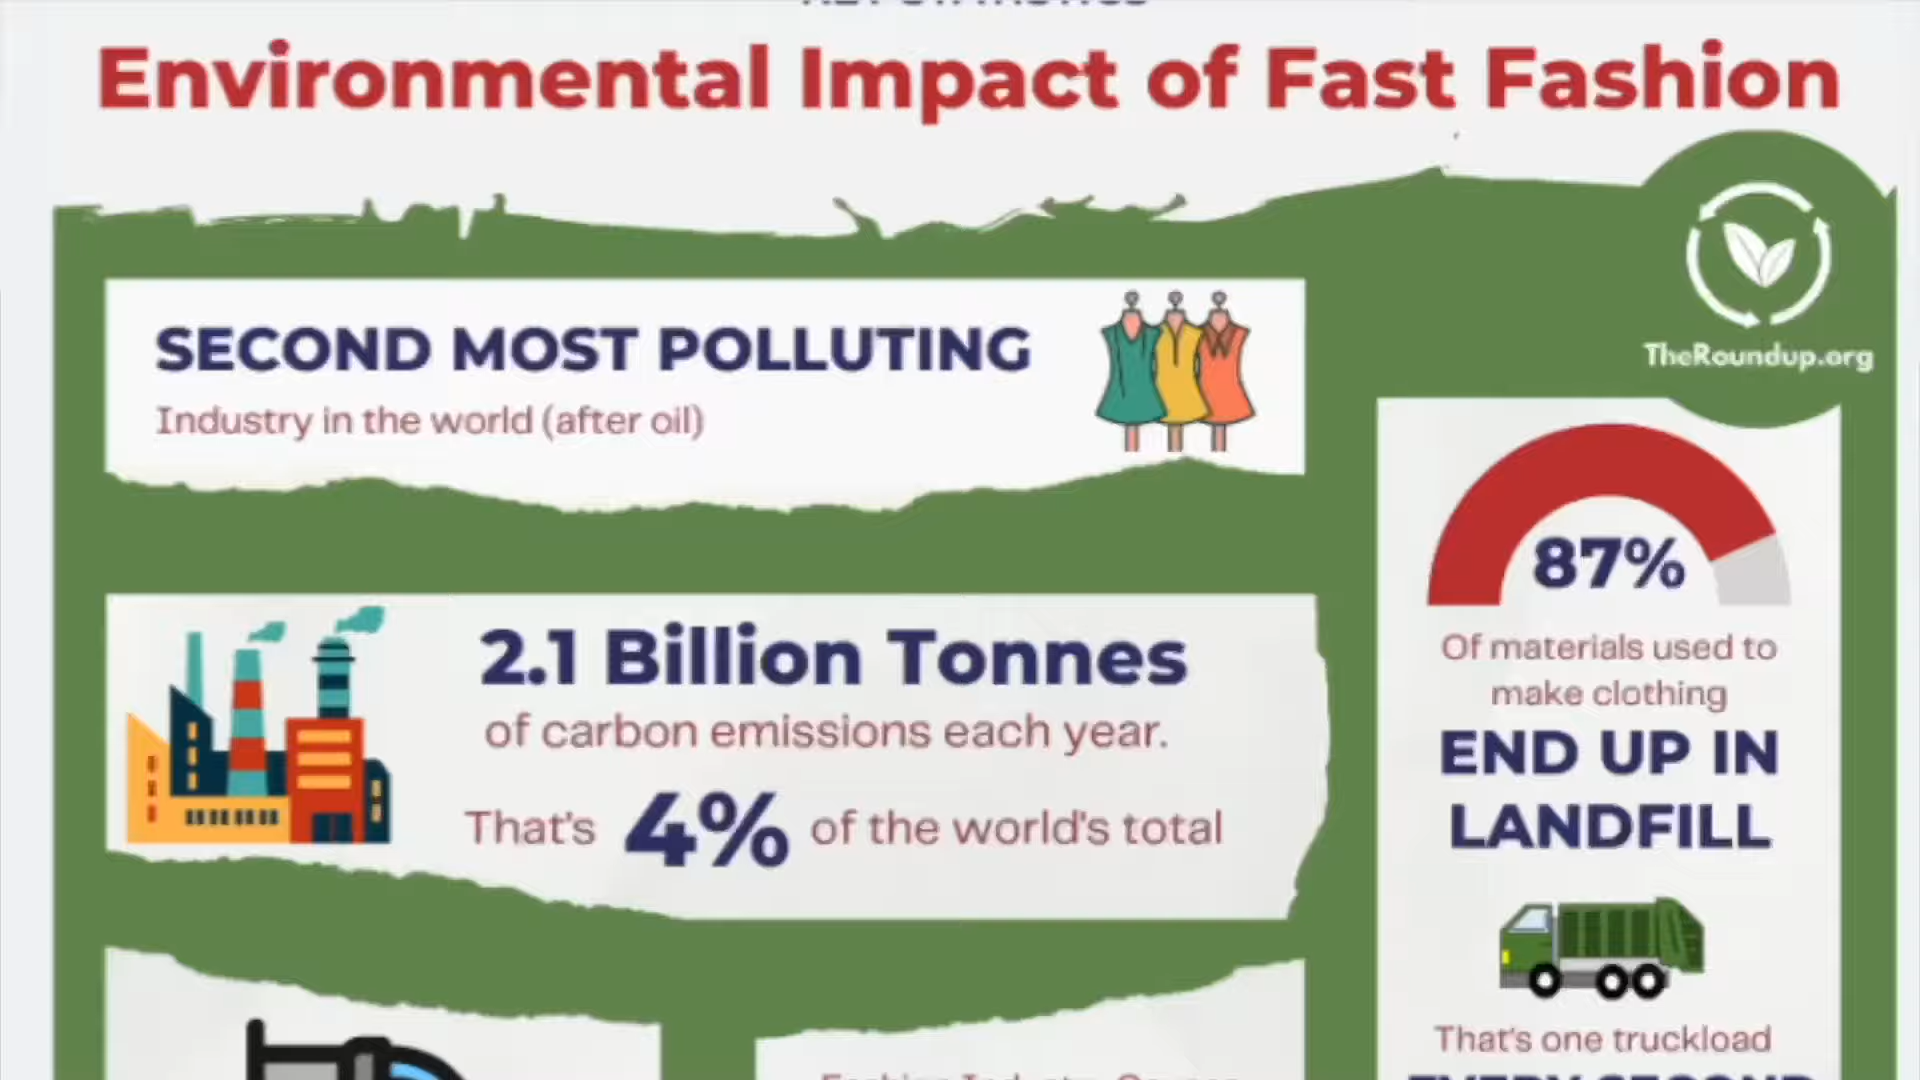 Environmental Impact of Fast Fashion
TheRoundup.org
SECOND MOST POLLUTING
Industry in the world (after oil)
2.1 Billion Tonnes
of carbon emissions each year.
That's 4% of the world's total
87%
Of materials used to
make clothing
END UP IN
LANDFILL
That's one truckload